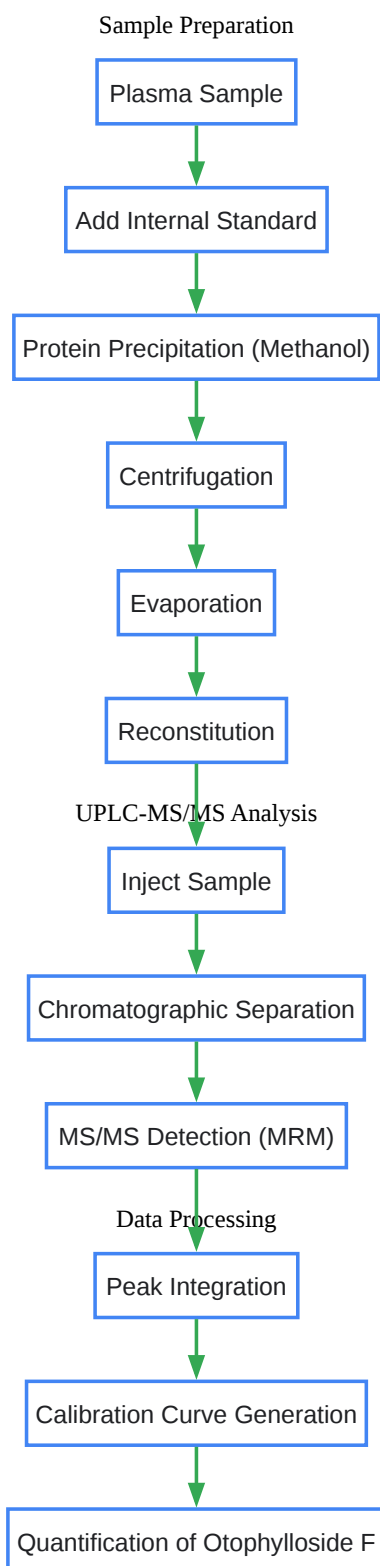 Sample Preparation
Plasma Sample
Add Internal Standard
Protein Precipitation (Methanol)
Centrifugation
Evaporation
Reconstitution
UPLC-MS/MS Analysis
Inject Sample
Chromatographic Separation
MS/MS Detection (MRM)
Data Processing
Peak Integration
Calibration Curve Generation
Quantification of Otophylloside F